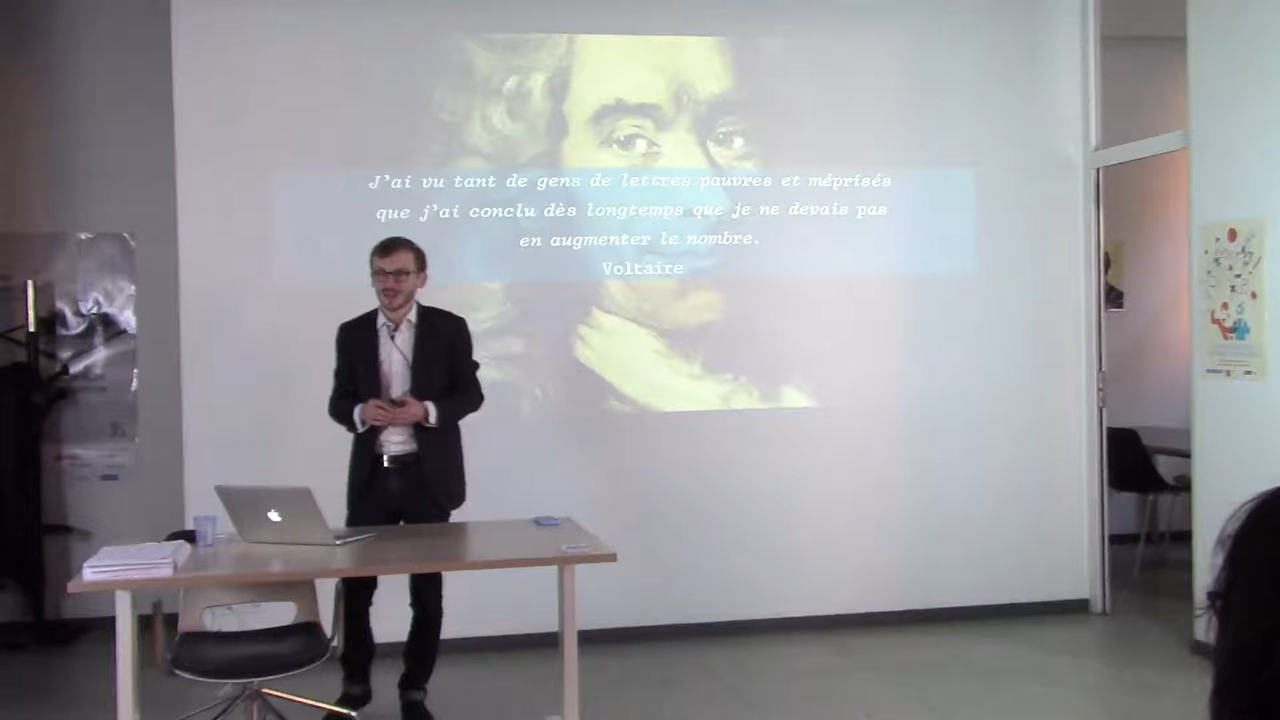 J'ai vu tant de gens de lettres pauvres et méprisés
que j'ai conclu dès longtemps que je ne devais pas
en augmenter le nombre.
Voltaire